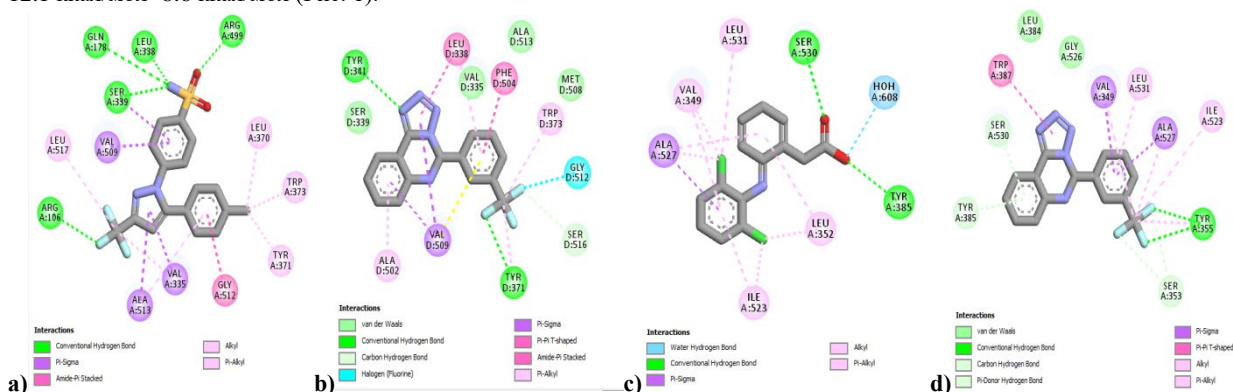 ARG
A:499
GLN
A:178
LEU
A:338
SER
A:339
VAL
A:509
LEU
A:517
LEU
A:370
TRP
A:373
ARG
A:106
TYR
A:371
VAL
A:335
GLY
A:512
ALA
A:513
Interactions
Conventional Hydrogen Bond
Pi-Sigma
Amide-Pi Stacked
Alkyl
Pi-Alkyl
a)
TYR
D:341
LEU
D:338
ALA
D:513
VAL
D:335
PHE
D:504
MET
D:508
SER
D:339
TRP
D:373
GLY
D:512
SER
D:516
VAL
D:509
ALA
D:502
TYR
D:371
Interactions
van der Waals
Conventional Hydrogen Bond
Carbon Hydrogen Bond
Halogen (Fluorine)
Pi-Sigma
Pi-Pi T-shaped
Amide-Pi Stacked
Pi-Alkyl
b)
LEU
A:531
SER
A:530
HOH
A:608
VAL
A:349
ALA
A:527
TYR
A:385
LEU
A:352
ILE
A:523
Interactions
Water Hydrogen Bond
Conventional Hydrogen Bond
Pi-Sigma
Alkyl
Pi-Alkyl
c)
LEU
A:384
GLY
A:526
TRP
A:387
VAL
A:349
LEU
A:531
ILE
A:523
SER
A:530
ALA
A:527
TYR
A:385
TYR
A:355
SER
A:353
Interactions
van der Waals
Conventional Hydrogen Bond
Carbon Hydrogen Bond
Pi-Donor Hydrogen Bond
Pi-Sigma
Pi-Pi T-shaped
Alkyl
Pi-Alkyl
d)